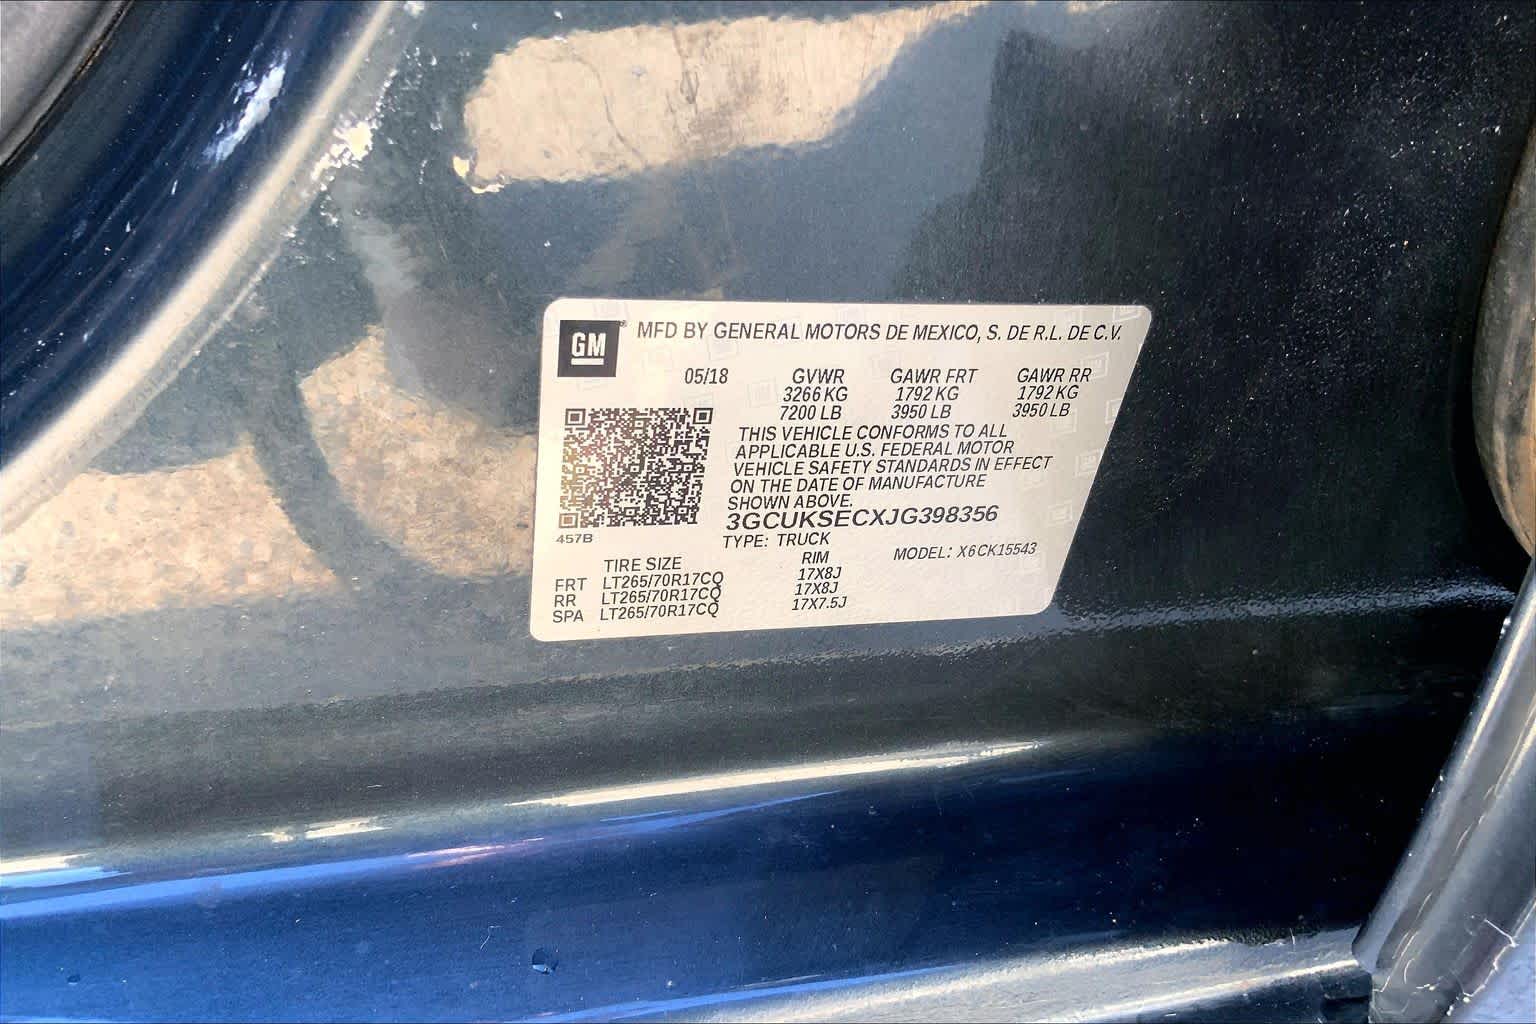 GM
MFD BY GENERAL MOTORS DE MEXICO, S. DE R.L. DE C.V.
05/18 GVWR GAWR FRT GAWR RR
3266 KG 1792 KG 1792 KG
7200 LB 3950 LB 3950 LB
THIS VEHICLE CONFORMS TO ALL
APPLICABLE U.S. FEDERAL MOTOR
VEHICLE SAFETY STANDARDS IN EFFECT
ON THE DATE OF MANUFACTURE
SHOWN ABOVE.
3GCUKSECXJG398356
457B
TYPE: TRUCK
MODEL: X6CK15543
TIRE SIZE RIM
FRT LT265/70R17CQ 17X8J
RR LT265/70R17CQ 17X8J
SPA LT265/70R17CQ 17X7.5J